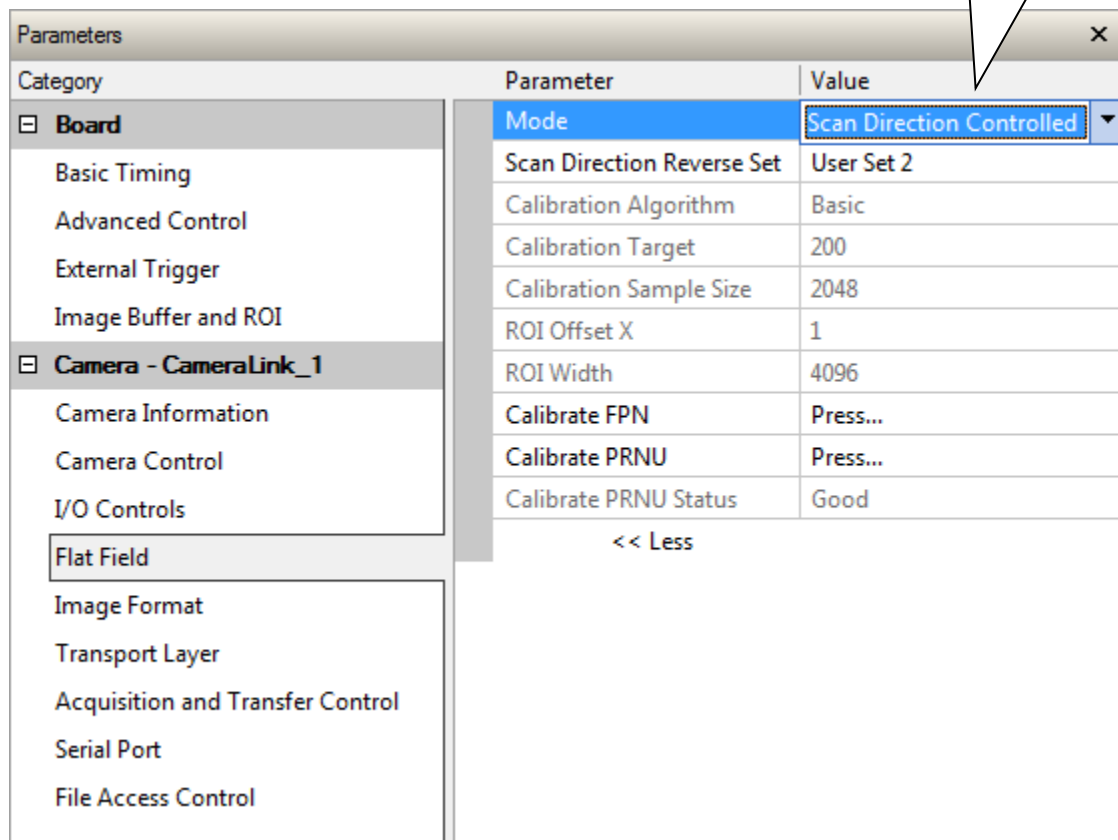 Parameters ×
Category
Board
Basic Timing
Advanced Control
External Trigger
Image Buffer and ROI
Camera - CameraLink_1
Camera Information
Camera Control
I/O Controls
Flat Field
Image Format
Transport Layer
Acquisition and Transfer Control
Serial Port
File Access Control
Parameter Value
Mode Scan Direction Controlled
Scan Direction Reverse Set User Set 2
Calibration Algorithm Basic
Calibration Target 200
Calibration Sample Size 2048
ROI Offset X 1
ROI Width 4096
Calibrate FPN Press...
Calibrate PRNU Press...
Calibrate PRNU Status Good
<< Less